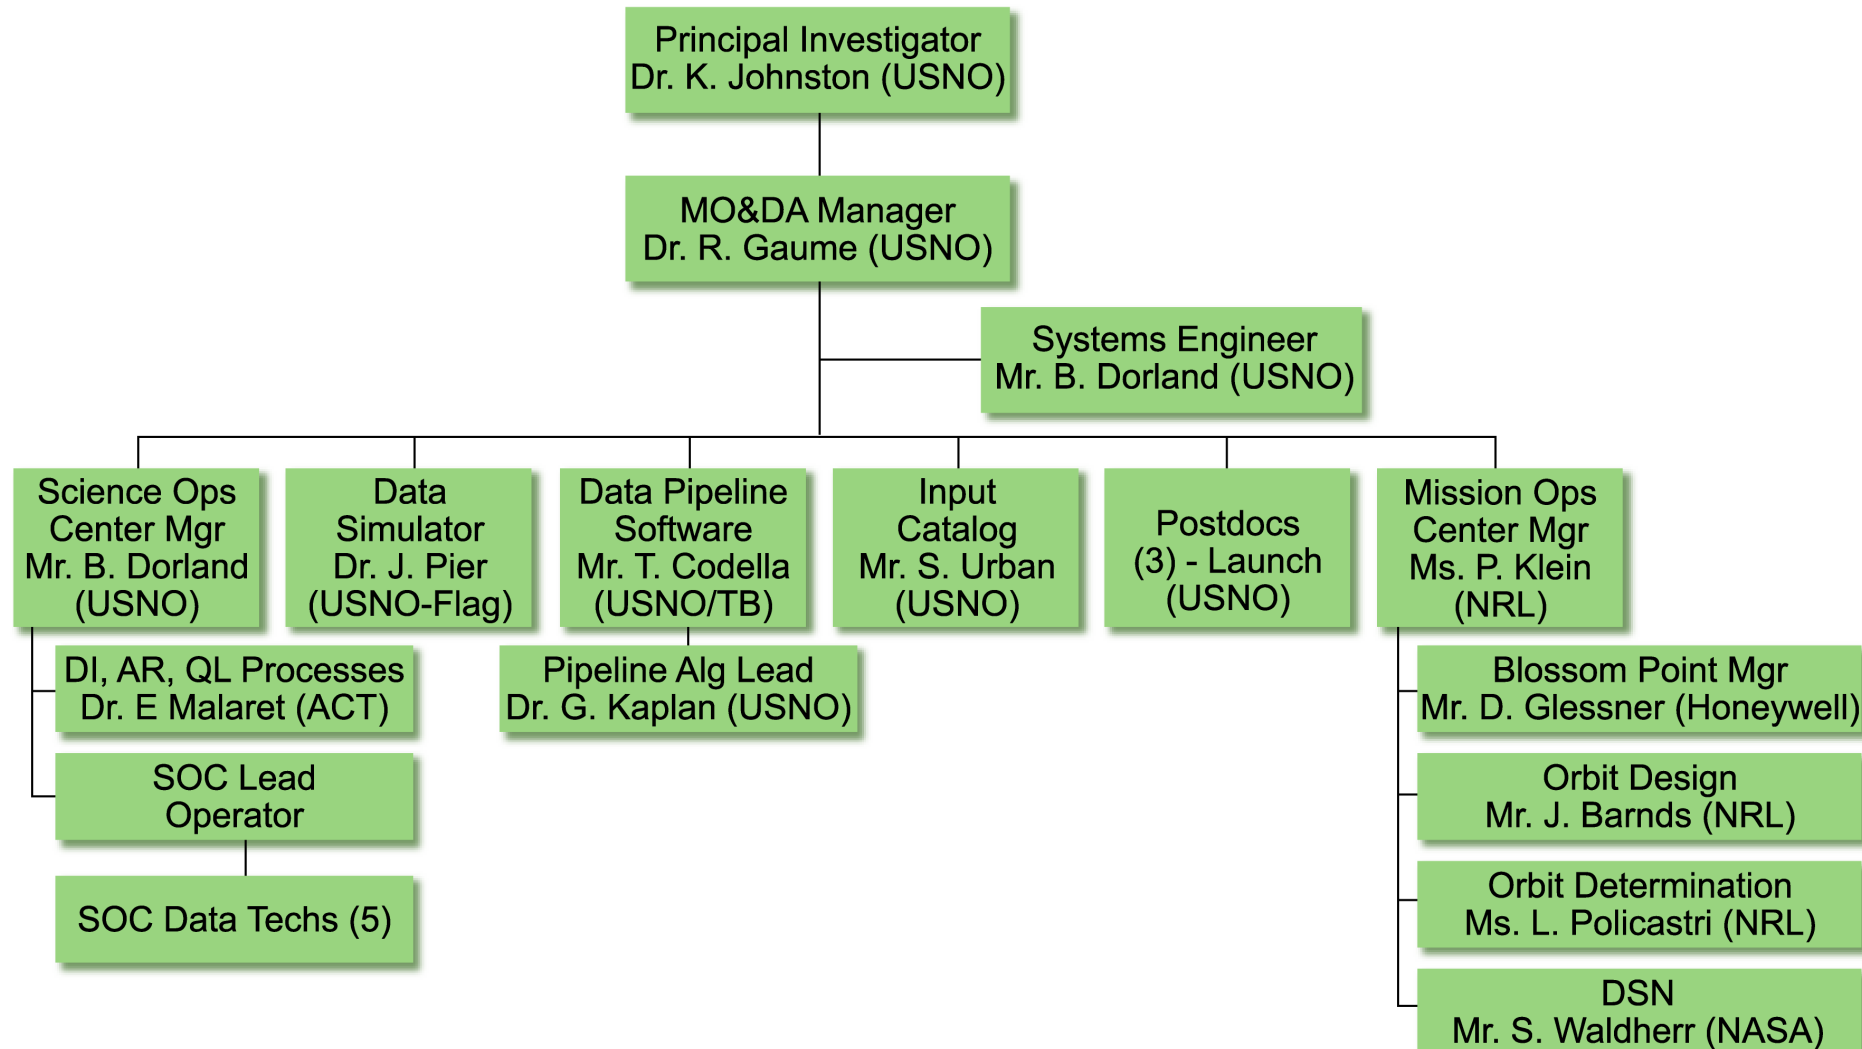 Principal Investigator
Dr. K. Johnston (USNO)
MO&DA Manager
Dr. R. Gaume (USNO)
Systems Engineer
Mr. B. Dorland (USNO)
Science Ops
Center Mgr
Mr. B. Dorland
(USNO)
Data
Simulator
Dr. J. Pier
(USNO-Flag)
Data Pipeline
Software
Mr. T. Codella
(USNO/TB)
Input
Catalog
Mr. S. Urban
(USNO)
Postdocs
(3) - Launch
(USNO)
Mission Ops
Center Mgr
Ms. P. Klein
(NRL)
DI, AR, QL Processes
Dr. E Malaret (ACT)
SOC Lead
Operator
SOC Data Techs (5)
Pipeline Alg Lead
Dr. G. Kaplan (USNO)
Blossom Point Mgr
Mr. D. Glessner (Honeywell)
Orbit Design
Mr. J. Barnds (NRL)
Orbit Determination
Ms. L. Policastri (NRL)
DSN
Mr. S. Waldherr (NASA)